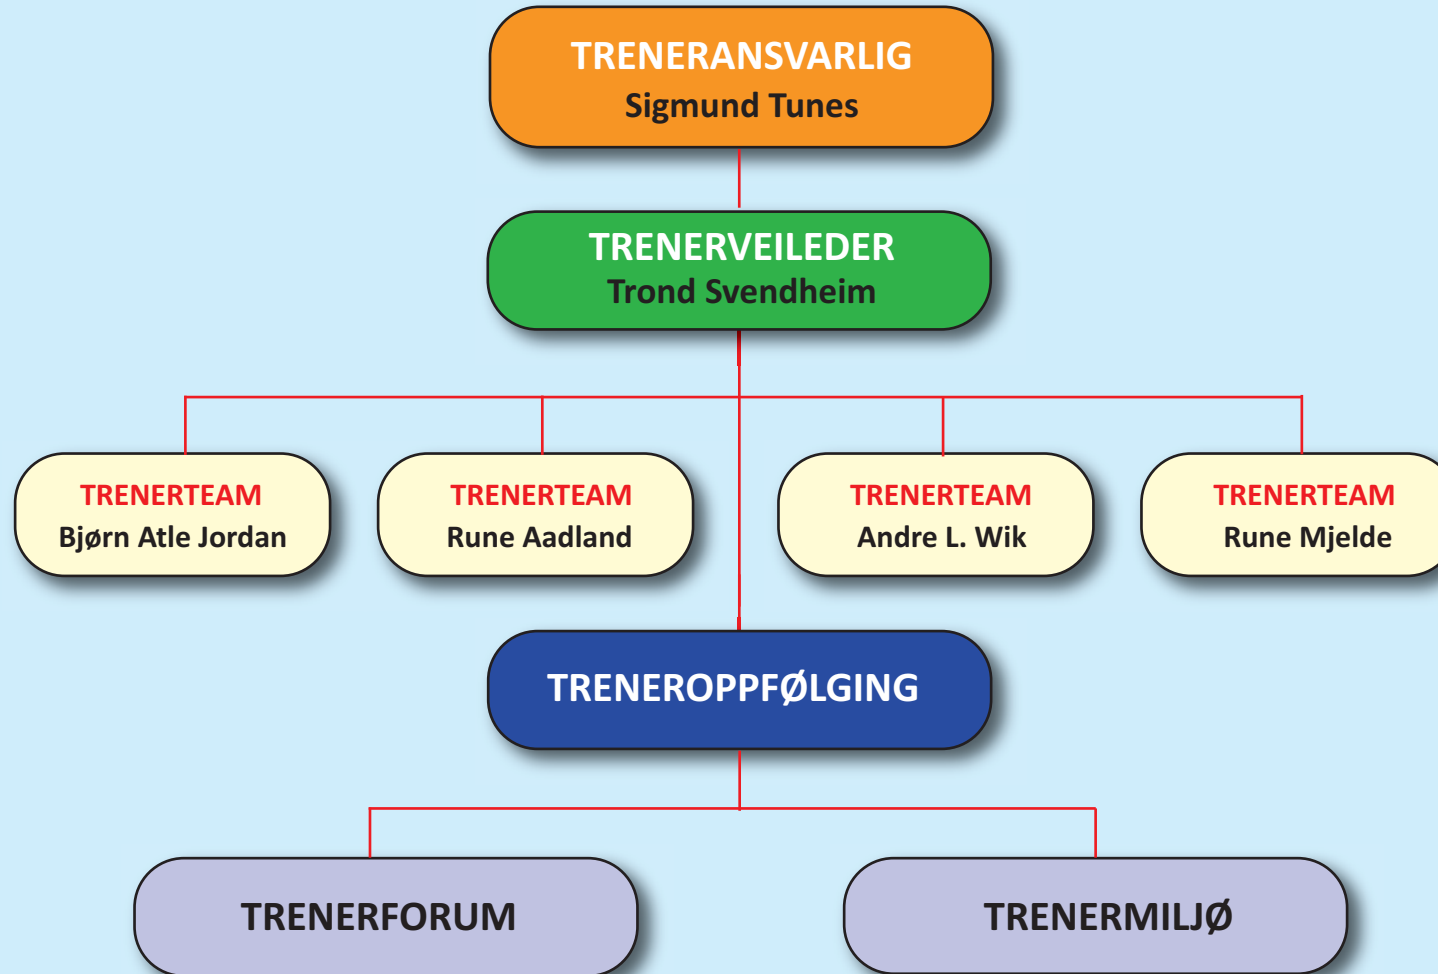 TRENERANSVARLIG
Sigmund Tunes
TRENERVEILEDER
Trond Svendheim
TRENERTEAM
Bjørn Atle Jordan
TRENERTEAM
Rune Aadland
TRENERTEAM
Andre L. Wik
TRENERTEAM
Rune Mjelde
TRENEROPPFØLGING
TRENERFORUM
TRENERMILJØ